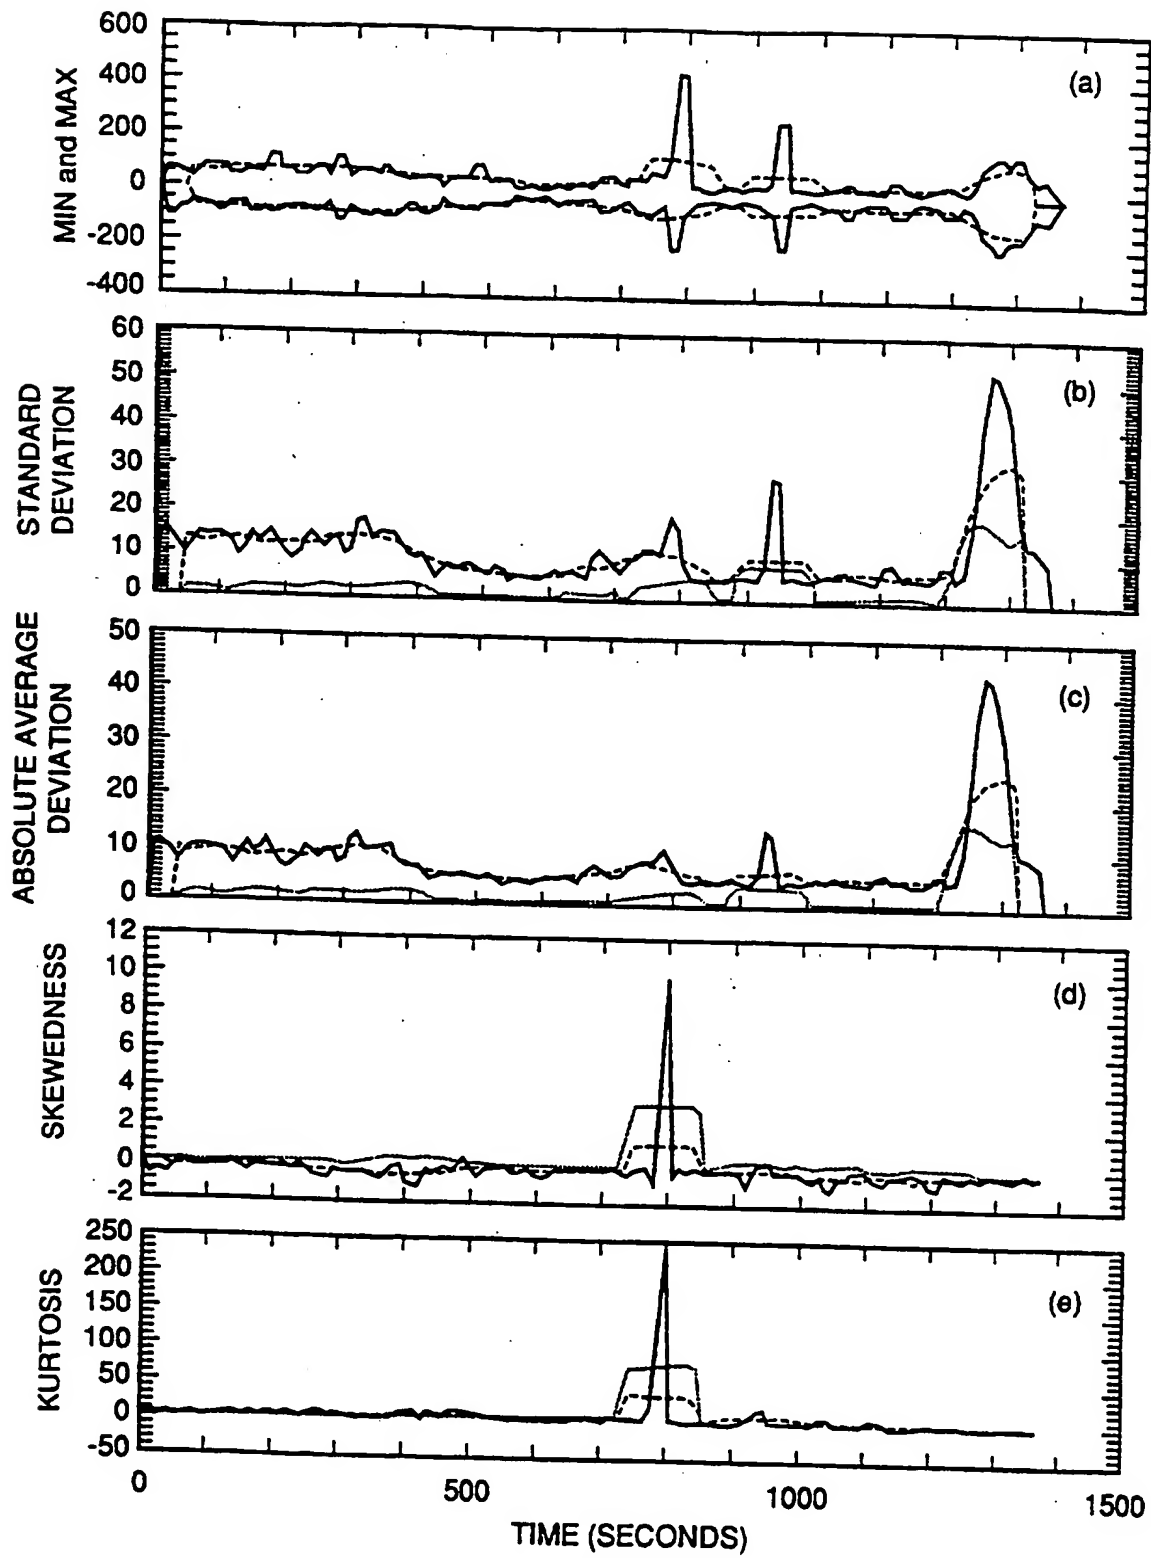 600
400
200
0
-200
-400
MIN and MAX
(a)
60
50
40
30
20
10
0
STANDARD
DEVIATION
(b)
50
40
30
20
10
0
ABSOLUTE AVERAGE
DEVIATION
(c)
12
10
8
6
4
2
0
-2
SKEWEDNESS
(d)
250
200
150
100
50
0
-50
KURTOSIS
(e)
0
500
1000
1500
TIME (SECONDS)